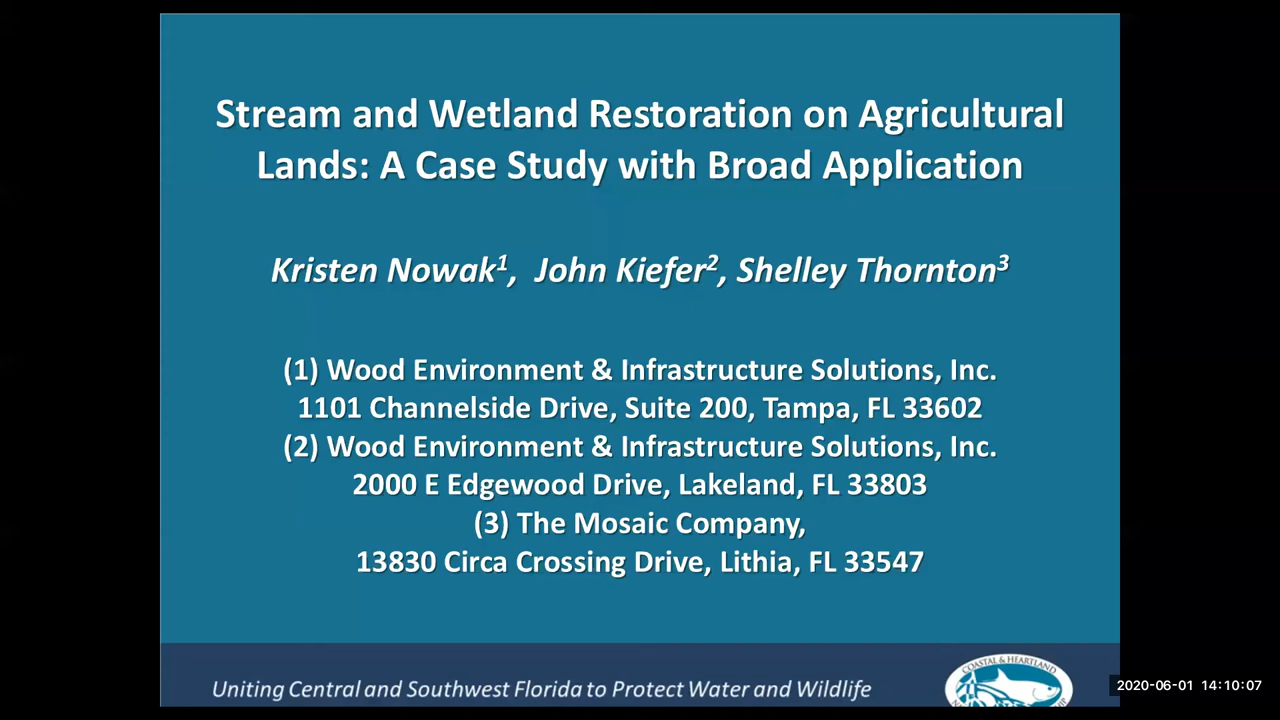 Stream and Wetland Restoration on Agricultural
Lands: A Case Study with Broad Application
Kristen Nowak1, John Kiefer2, Shelley Thornton3
(1) Wood Environment & Infrastructure Solutions, Inc.
1101 Channelside Drive, Suite 200, Tampa, FL 33602
(2) Wood Environment & Infrastructure Solutions, Inc.
2000 E Edgewood Drive, Lakeland, FL 33803
(3) The Mosaic Company,
13830 Circa Crossing Drive, Lithia, FL 33547
Uniting Central and Southwest Florida to Protect Water and Wildlife
COASTAL & HEARTLAND
2020-06-01 14:10:07